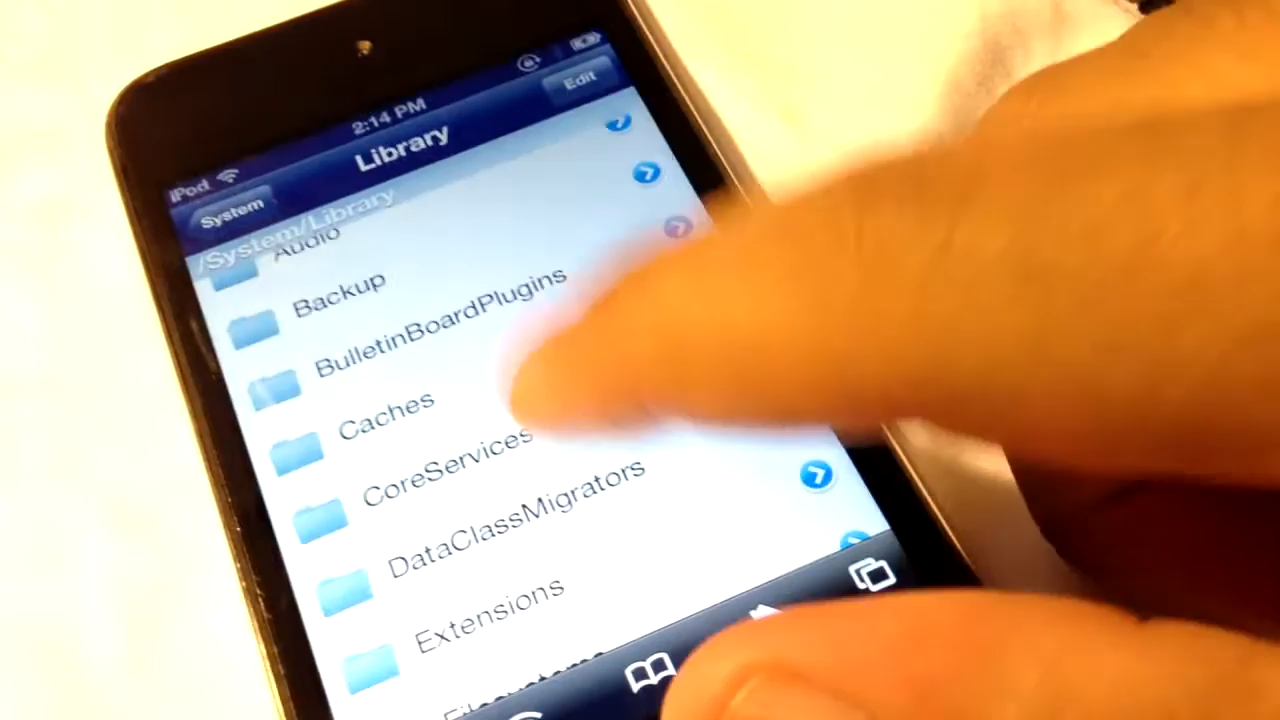 iPod 2:14 PM
System Library Edit
/System/Library
Audio
Backup
BulletinBoardPlugins
Caches
CoreServices
DataClassMigrators
Extensions